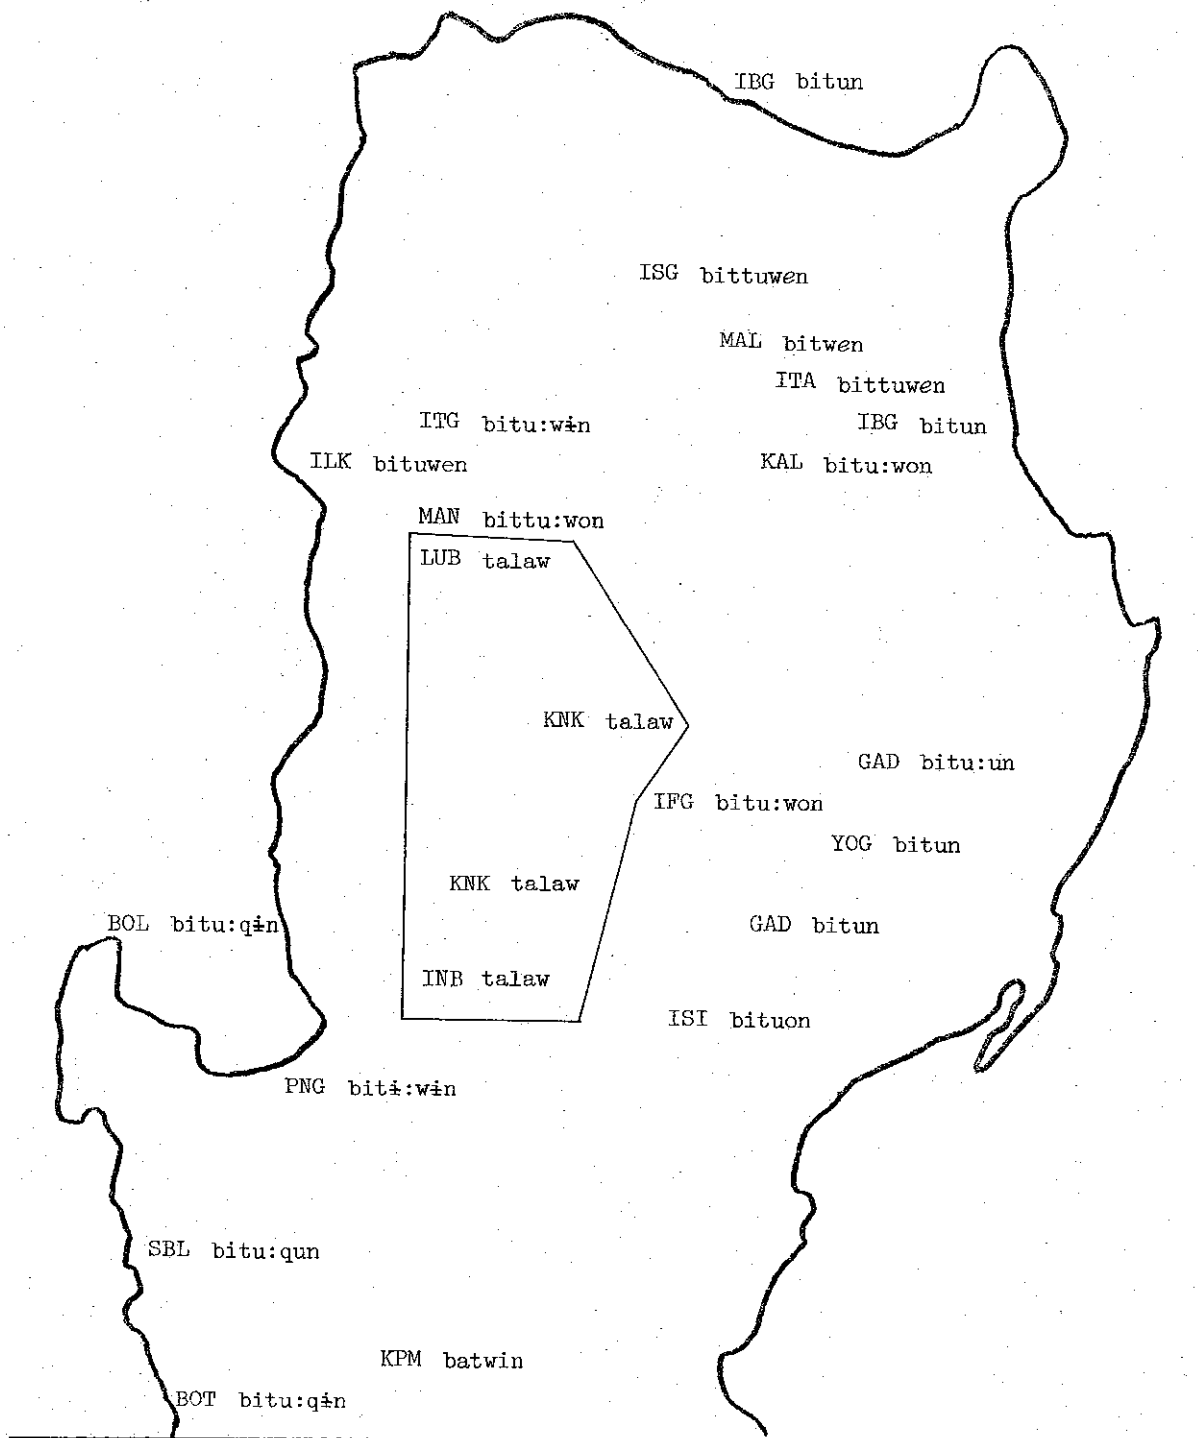 IBG bitun
ISG bittuwen
MAL bitwen
ITA bittuwen
ITG bitu:wɨn
IBG bitun
ILK bituwen
KAL bitu:won
MAN bittu:won
LUB talaw
KNK talaw
GAD bitu:un
IFG bitu:won
YOG bitun
KNK talaw
BOL bitu:qɨn
GAD bitun
INB talaw
ISI bituon
PNG bitɨ:wɨn
SBL bitu:qun
KPM batwin
BOT bitu:qɨn